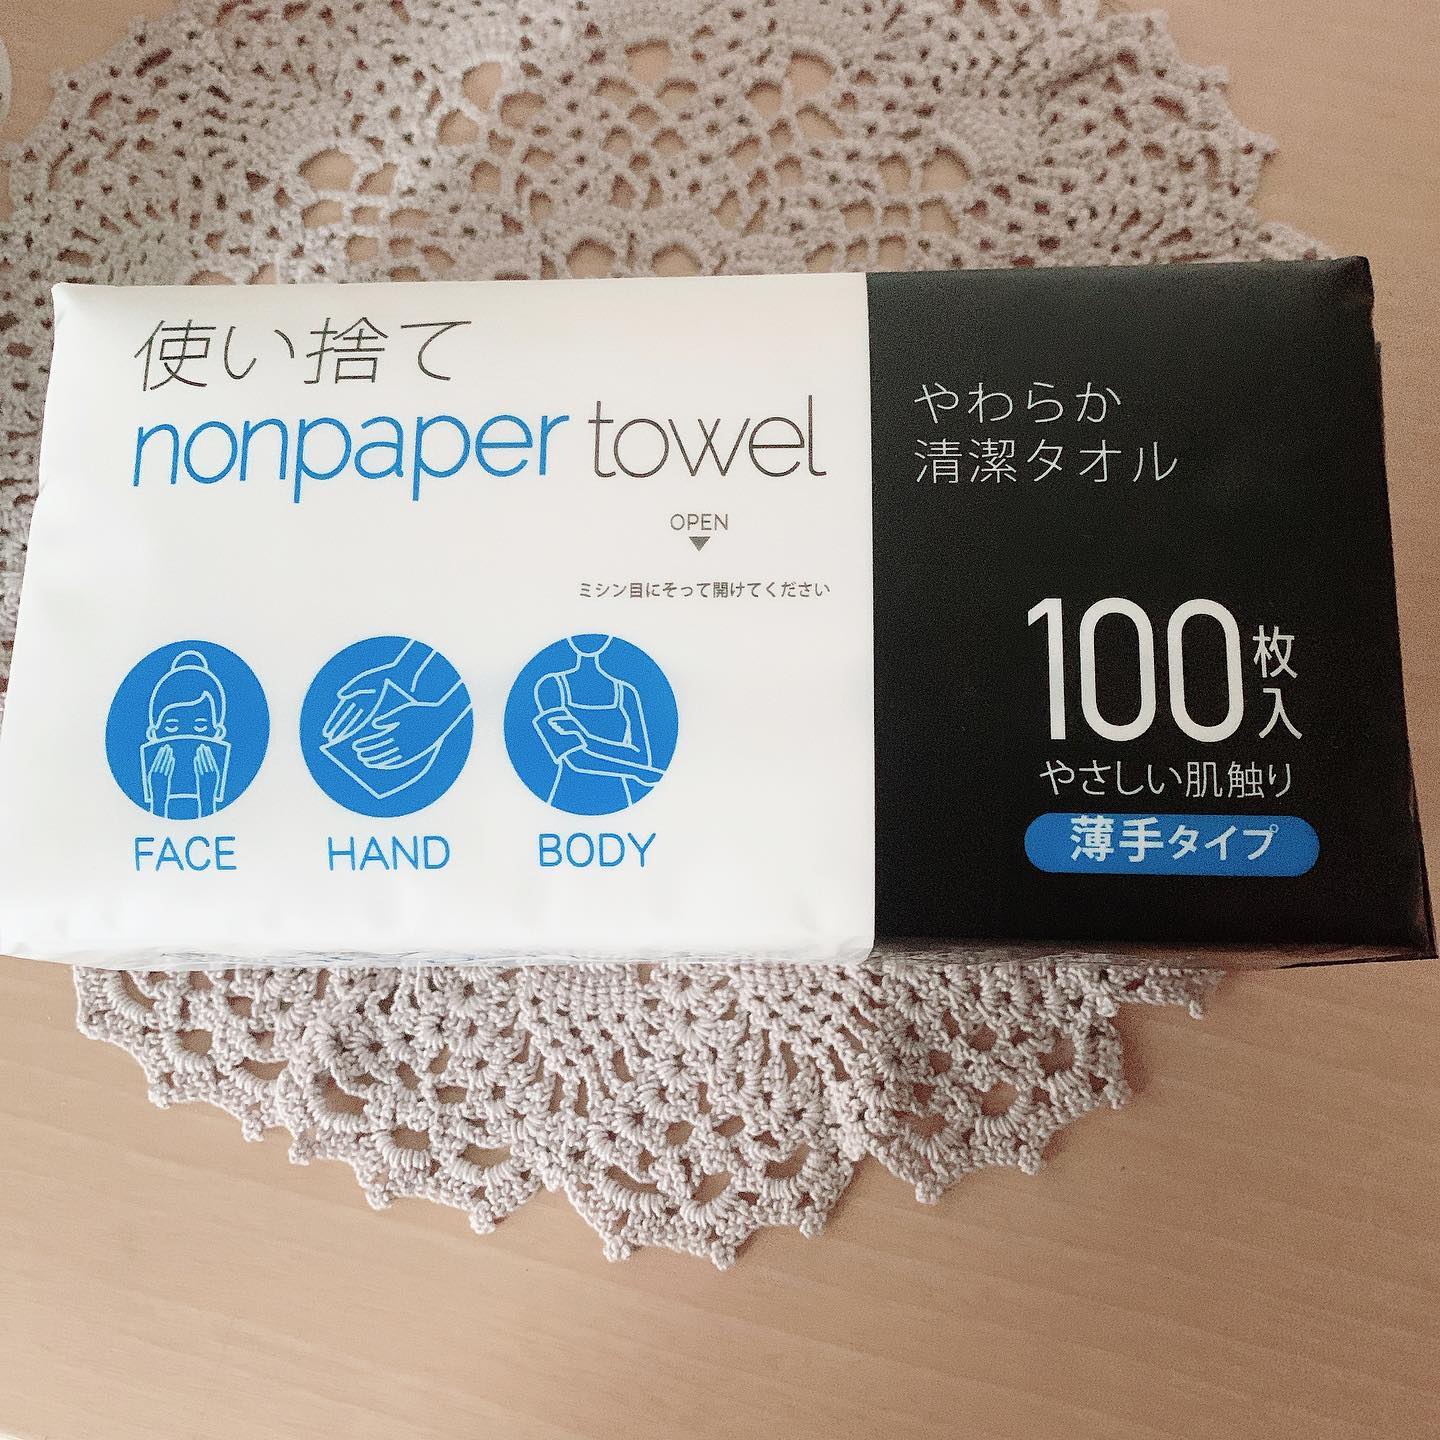 使い捨て
nonpaper towel
OPEN
ミシン目にそって開けてください
FACE
HAND
BODY
やわらか
清潔タオル
100枚入
やさしい肌触り
薄手タイプ